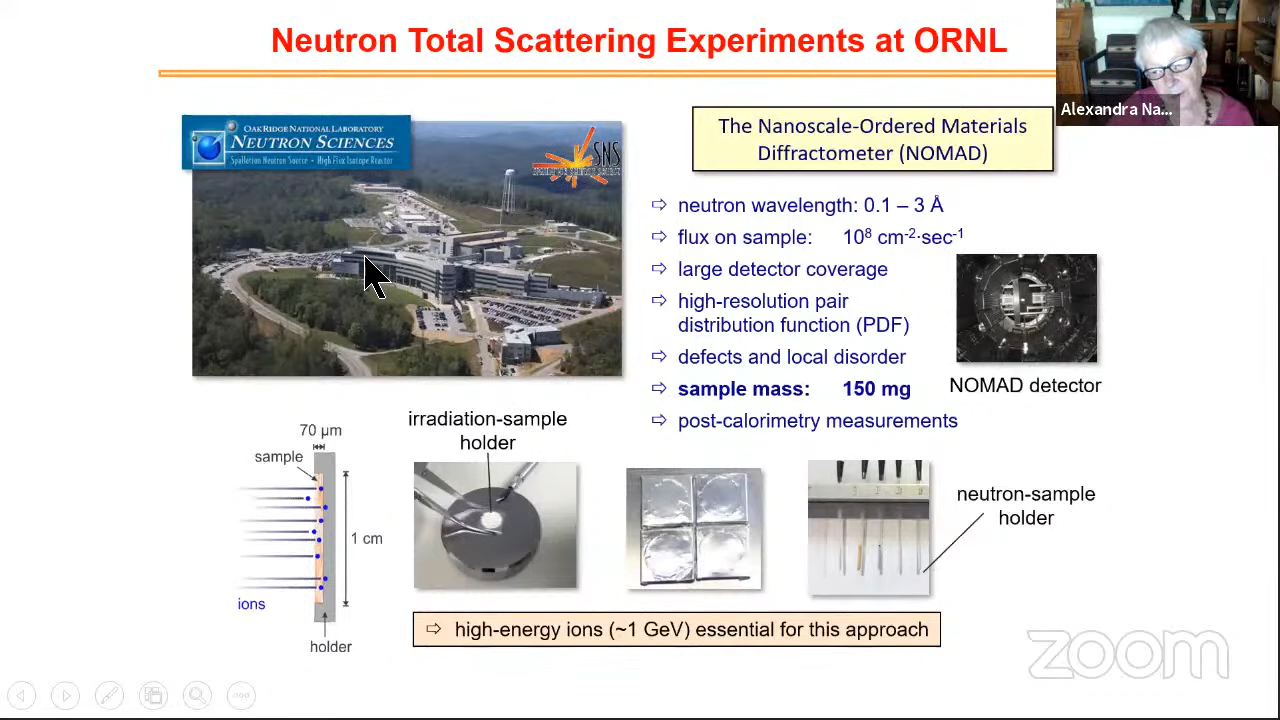 Neutron Total Scattering Experiments at ORNL
Alexandra Na...
OAK RIDGE NATIONAL LABORATORY
NEUTRON SCIENCES
Spallation Neutron Source • High Flux Isotope Reactor
SNS
The Nanoscale-Ordered Materials
Diffractometer (NOMAD)
⇨ neutron wavelength: 0.1 – 3 Å
⇨ flux on sample: 10⁸ cm⁻²·sec⁻¹
⇨ large detector coverage
⇨ high-resolution pair
distribution function (PDF)
⇨ defects and local disorder
⇨ sample mass: 150 mg
⇨ post-calorimetry measurements
NOMAD detector
70 µm
sample
1 cm
ions
holder
irradiation-sample
holder
neutron-sample
holder
⇨ high-energy ions (~1 GeV) essential for this approach
zoom